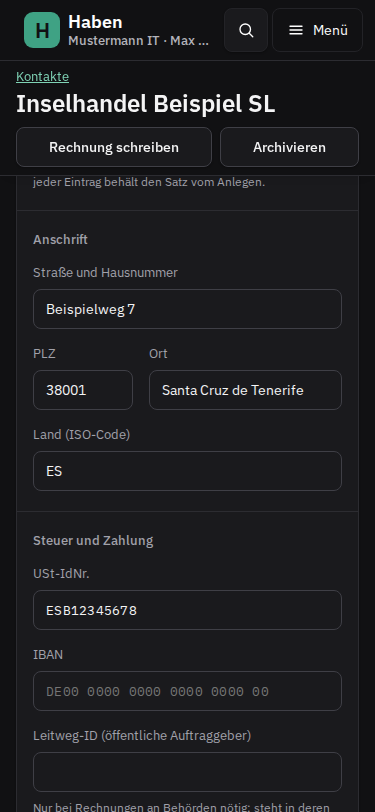 H
Haben
Mustermann IT · Max ...
Menü
Kontakte
Inselhandel Beispiel SL
Rechnung schreiben
Archivieren
jeder Eintrag behält den Satz vom Anlegen.
Anschrift
Straße und Hausnummer
Beispielweg 7
PLZ
Ort
38001
Santa Cruz de Tenerife
Land (ISO-Code)
ES
Steuer und Zahlung
USt-IdNr.
ESB12345678
IBAN
DE00 0000 0000 0000 0000 00
Leitweg-ID (öffentliche Auftraggeber)
Nur bei Rechnungen an Behörden nötig; steht in deren